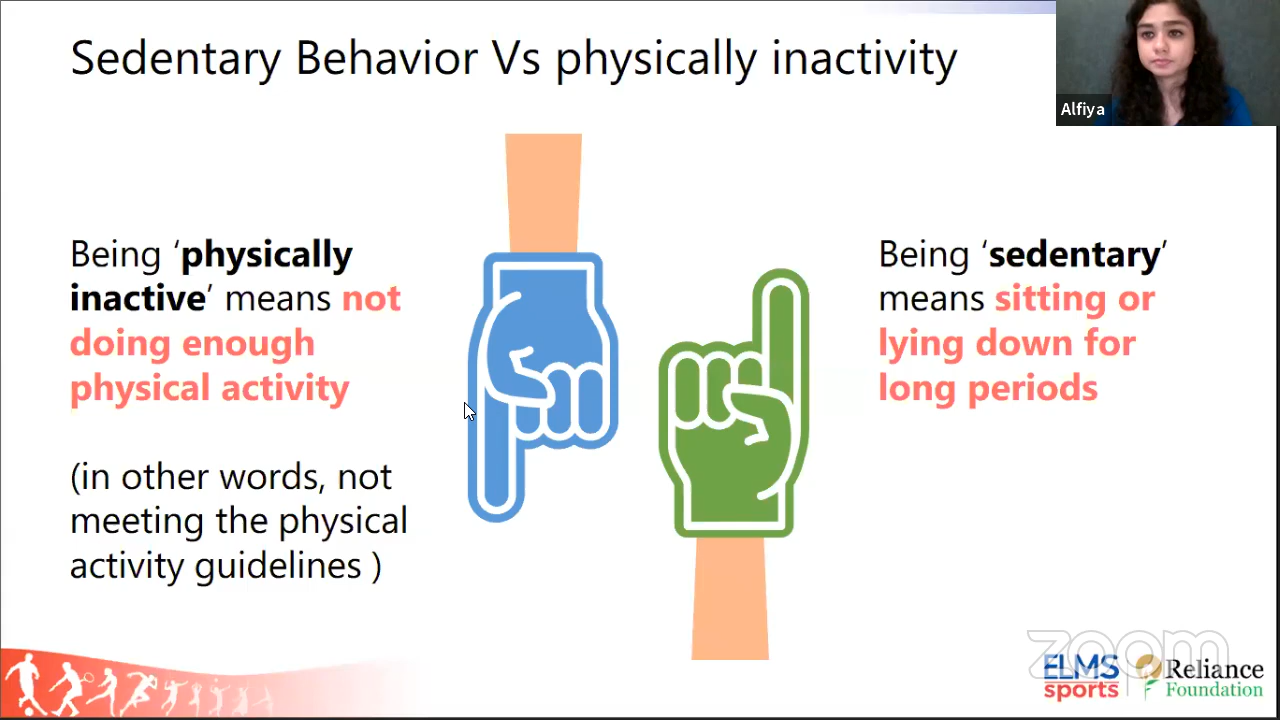 Sedentary Behavior Vs physically inactivity
Alfiya
Being ‘physically
inactive’ means not
doing enough
physical activity
(in other words, not
meeting the physical
activity guidelines )
Being ‘sedentary’
means sitting or
lying down for
long periods
zoom
ELMS
sports
Reliance
Foundation